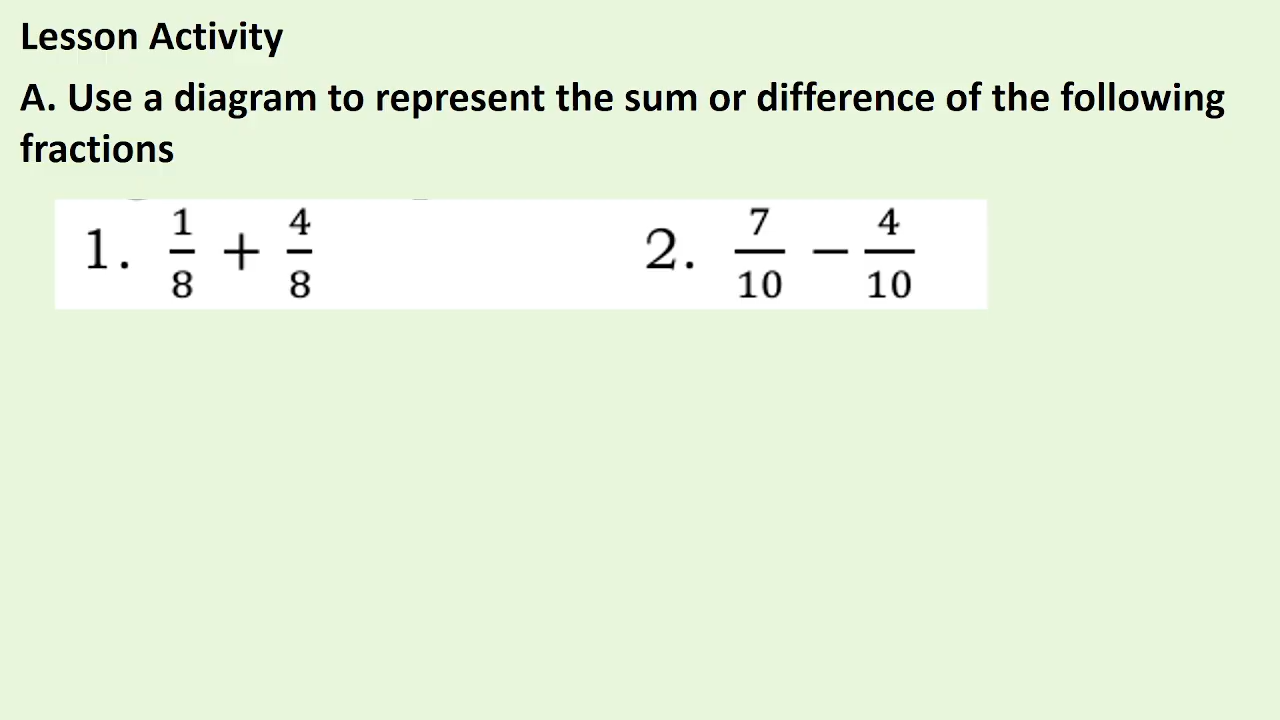 Lesson Activity
A. Use a diagram to represent the sum or difference of the following
fractions
1. 1/8 + 4/8 2. 7/10 − 4/10